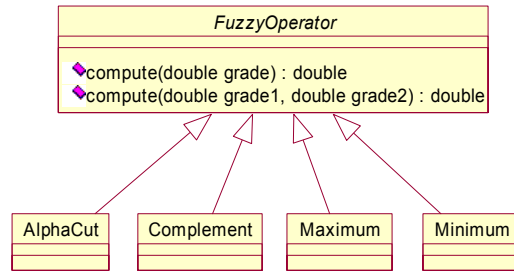 FuzzyOperator
compute(double grade) : double
compute(double grade1, double grade2) : double
AlphaCut
Complement
Maximum
Minimum